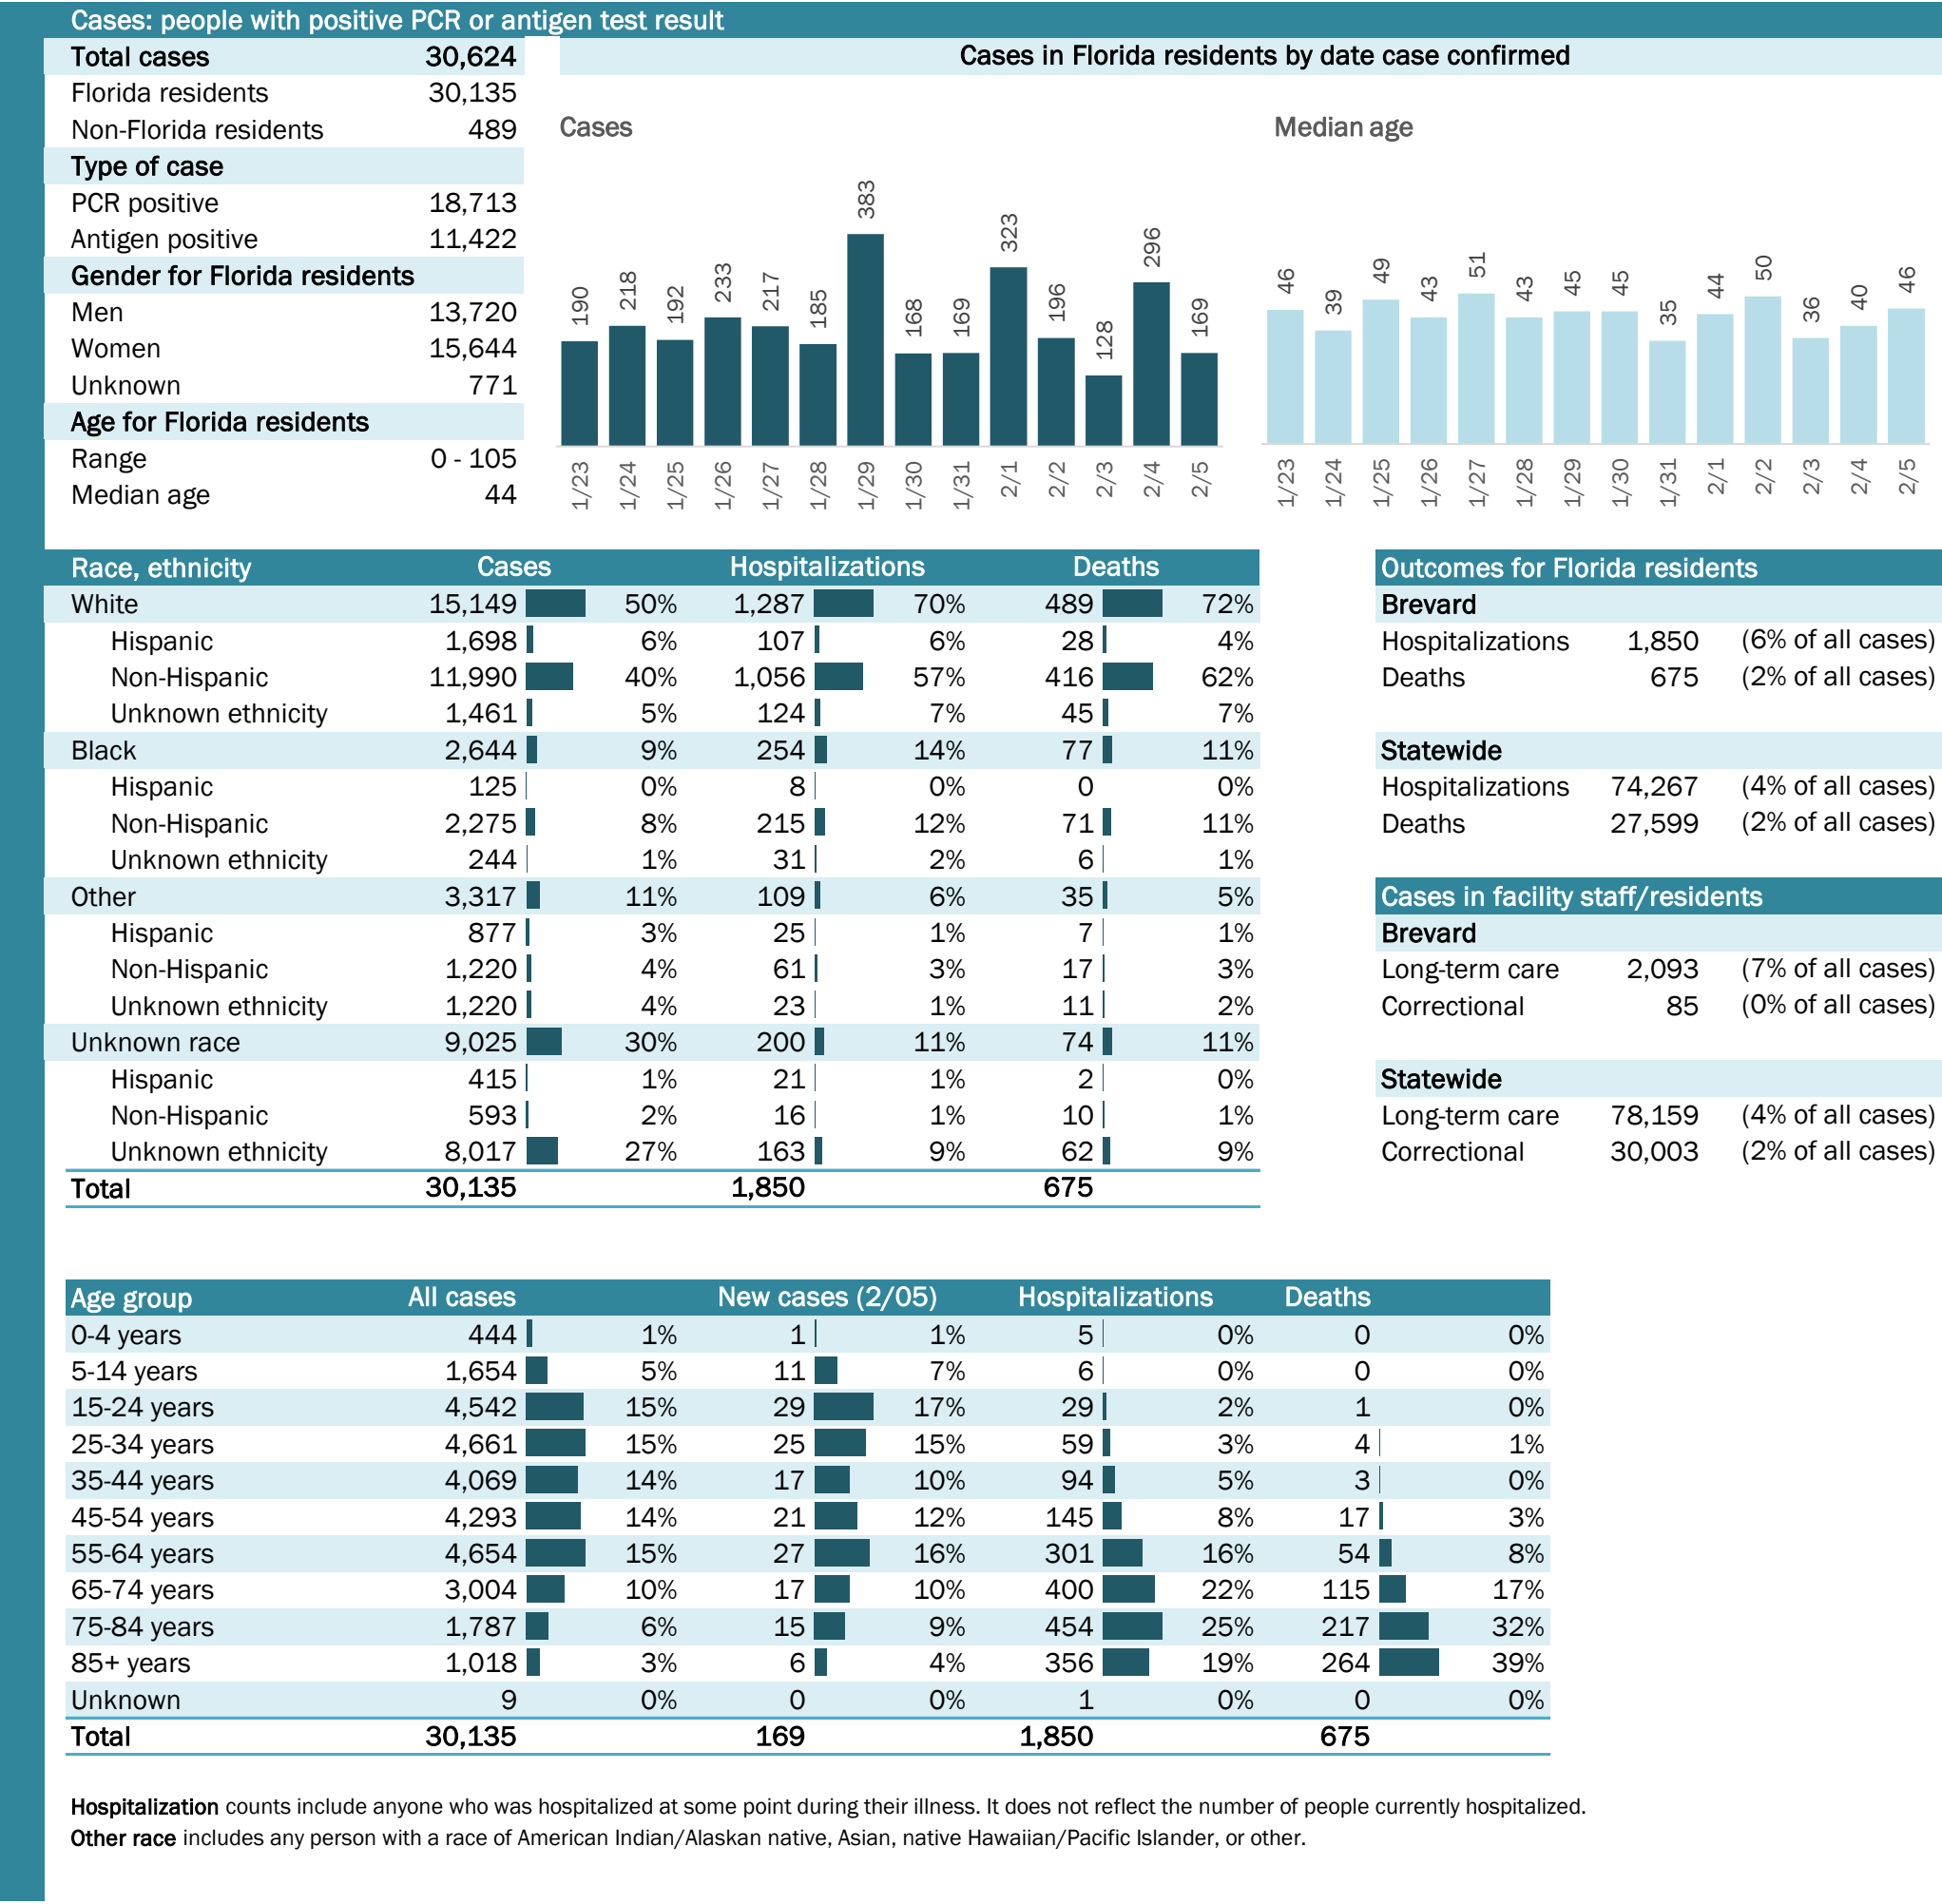 Cases: people with positive PCR or antigen test result
Total cases 30,624
Florida residents 30,135
Non-Florida residents 489
Type of case
PCR positive 18,713
Antigen positive 11,422
Gender for Florida residents
Men 13,720
Women 15,644
Unknown 771
Age for Florida residents
Range 0 - 105
Median age 44
Cases in Florida residents by date case confirmed
Cases
190 218 192 233 217 185 383 168 169 323 196 128 296 169
1/23 1/24 1/25 1/26 1/27 1/28 1/29 1/30 1/31 2/1 2/2 2/3 2/4 2/5
Median age
46 39 49 43 51 43 45 45 35 44 50 36 40 46
1/23 1/24 1/25 1/26 1/27 1/28 1/29 1/30 1/31 2/1 2/2 2/3 2/4 2/5
Race, ethnicity Cases Hospitalizations Deaths
White 15,149 50% 1,287 70% 489 72%
Hispanic 1,698 6% 107 6% 28 4%
Non-Hispanic 11,990 40% 1,056 57% 416 62%
Unknown ethnicity 1,461 5% 124 7% 45 7%
Black 2,644 9% 254 14% 77 11%
Hispanic 125 0% 8 0% 0 0%
Non-Hispanic 2,275 8% 215 12% 71 11%
Unknown ethnicity 244 1% 31 2% 6 1%
Other 3,317 11% 109 6% 35 5%
Hispanic 877 3% 25 1% 7 1%
Non-Hispanic 1,220 4% 61 3% 17 3%
Unknown ethnicity 1,220 4% 23 1% 11 2%
Unknown race 9,025 30% 200 11% 74 11%
Hispanic 415 1% 21 1% 2 0%
Non-Hispanic 593 2% 16 1% 10 1%
Unknown ethnicity 8,017 27% 163 9% 62 9%
Total 30,135 1,850 675
Outcomes for Florida residents
Brevard
Hospitalizations 1,850 (6% of all cases)
Deaths 675 (2% of all cases)
Statewide
Hospitalizations 74,267 (4% of all cases)
Deaths 27,599 (2% of all cases)
Cases in facility staff/residents
Brevard
Long-term care 2,093 (7% of all cases)
Correctional 85 (0% of all cases)
Statewide
Long-term care 78,159 (4% of all cases)
Correctional 30,003 (2% of all cases)
Age group All cases New cases (2/05) Hospitalizations Deaths
0-4 years 444 1% 1 1% 5 0% 0 0%
5-14 years 1,654 5% 11 7% 6 0% 0 0%
15-24 years 4,542 15% 29 17% 29 2% 1 0%
25-34 years 4,661 15% 25 15% 59 3% 4 1%
35-44 years 4,069 14% 17 10% 94 5% 3 0%
45-54 years 4,293 14% 21 12% 145 8% 17 3%
55-64 years 4,654 15% 27 16% 301 16% 54 8%
65-74 years 3,004 10% 17 10% 400 22% 115 17%
75-84 years 1,787 6% 15 9% 454 25% 217 32%
85+ years 1,018 3% 6 4% 356 19% 264 39%
Unknown 9 0% 0 0% 1 0% 0 0%
Total 30,135 169 1,850 675
Hospitalization counts include anyone who was hospitalized at some point during their illness. It does not reflect the number of people currently hospitalized.
Other race includes any person with a race of American Indian/Alaskan native, Asian, native Hawaiian/Pacific Islander, or other.